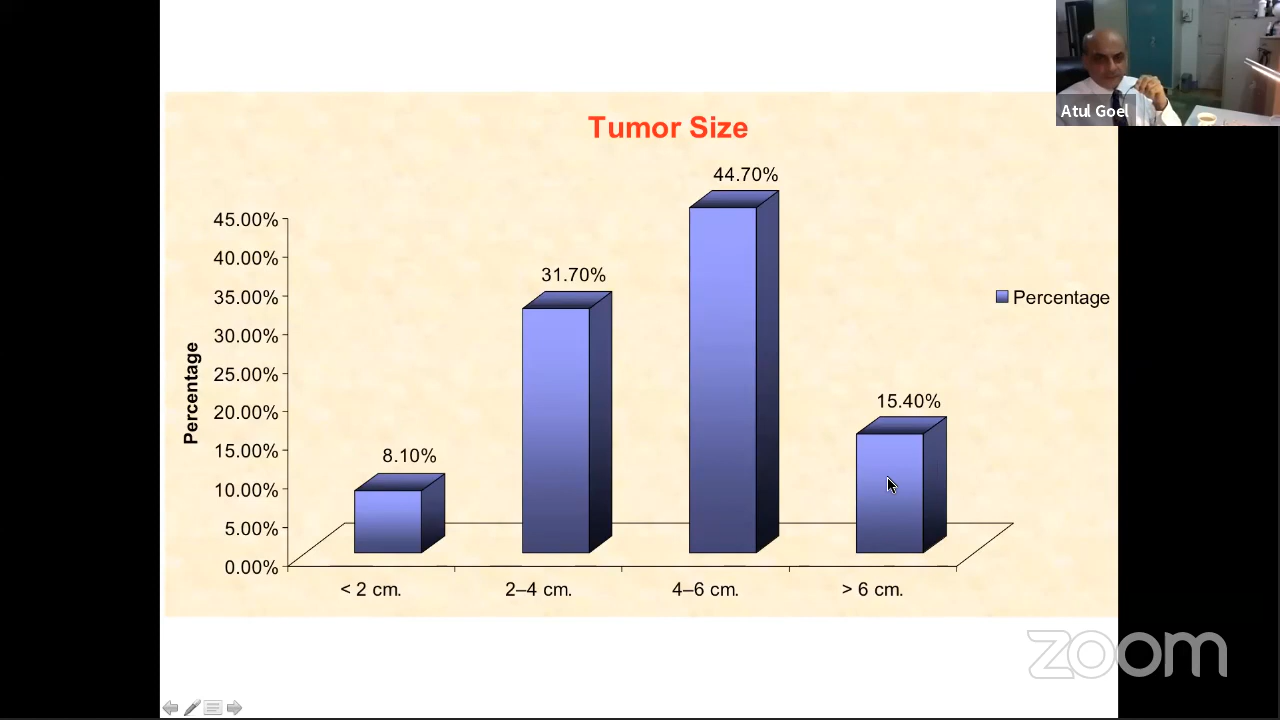 Atul Goel
Tumor Size
44.70%
31.70%
15.40%
8.10%
Percentage
45.00%
40.00%
35.00%
30.00%
25.00%
20.00%
15.00%
10.00%
5.00%
0.00%
< 2 cm.
2–4 cm.
4–6 cm.
> 6 cm.
Percentage
zoom